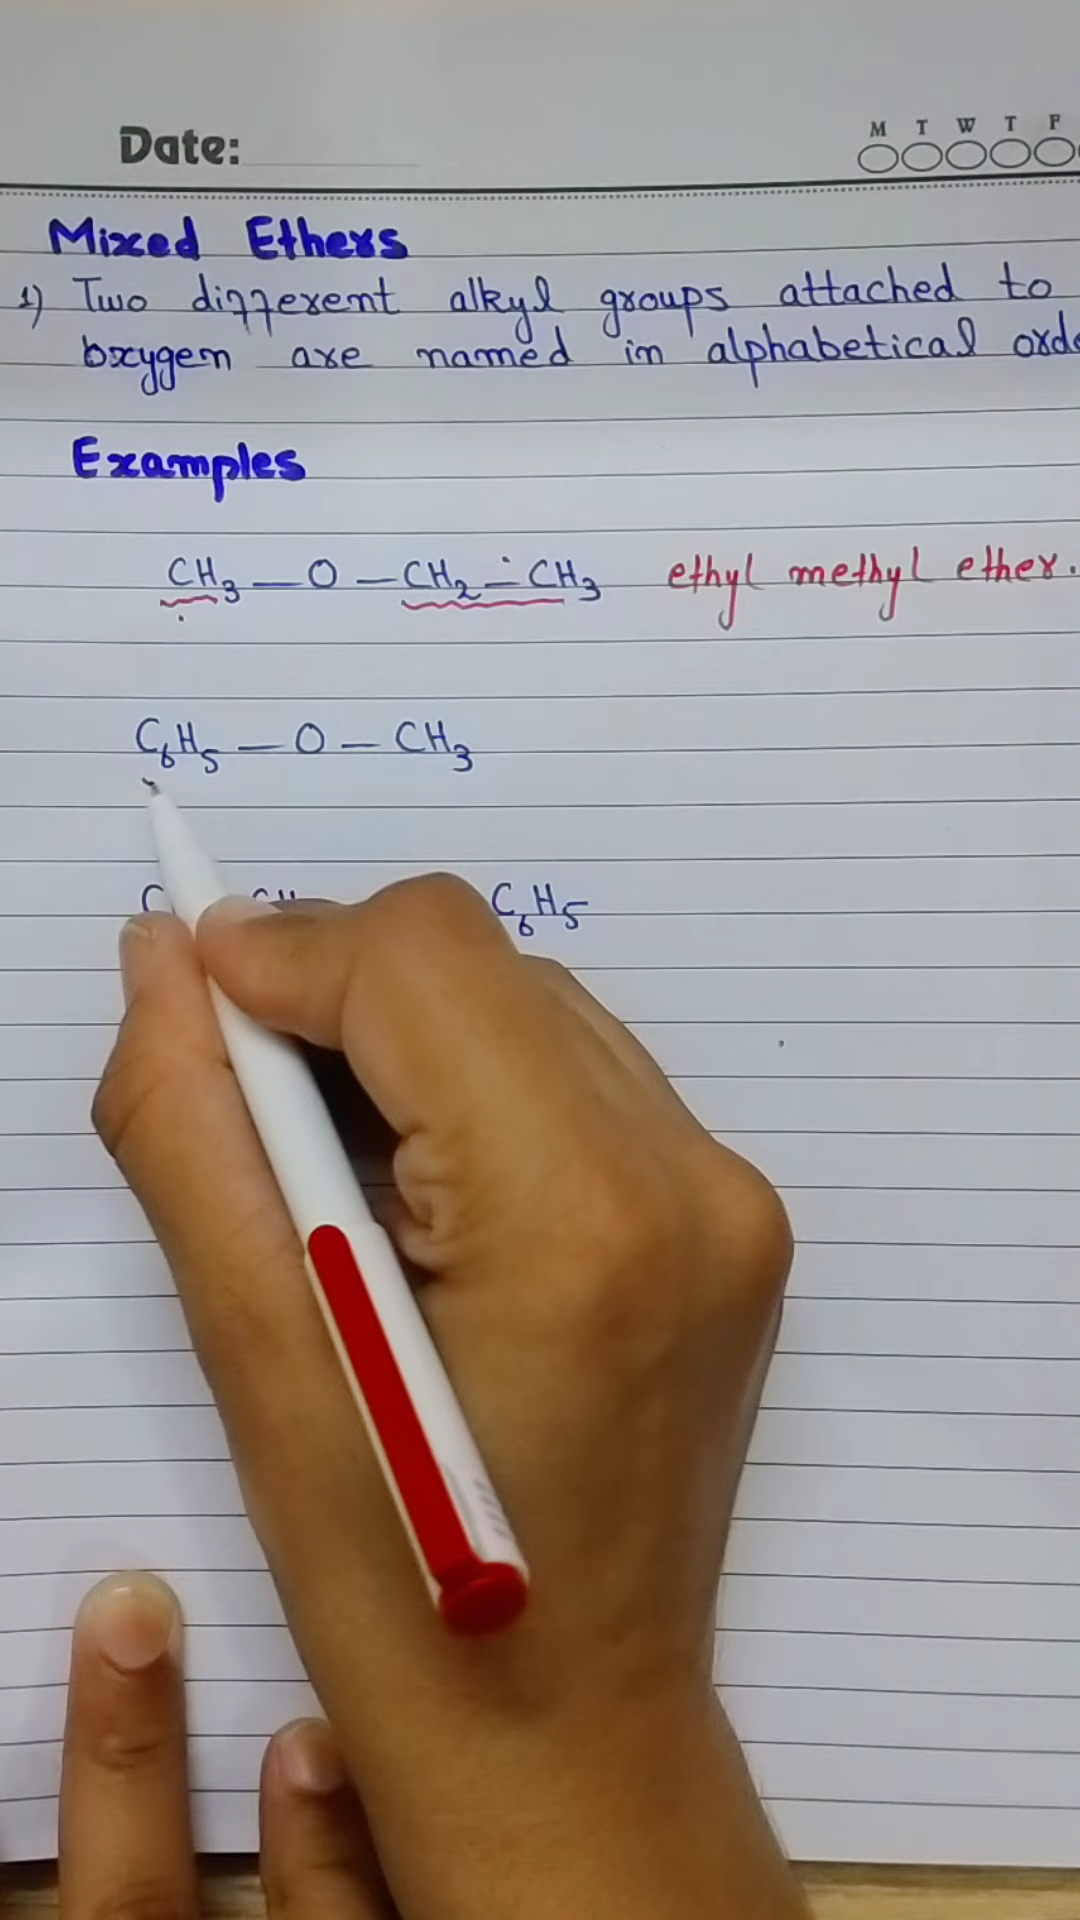 M T W T F
Date:
Mixed Ethers
1) Two different alkyl groups attached to
oxygen are named in alphabetical orde
Examples
CH₃ — O — CH₂ — CH₃ ethyl methyl ether.
C₆H₅ — O — CH₃
C₆H₅